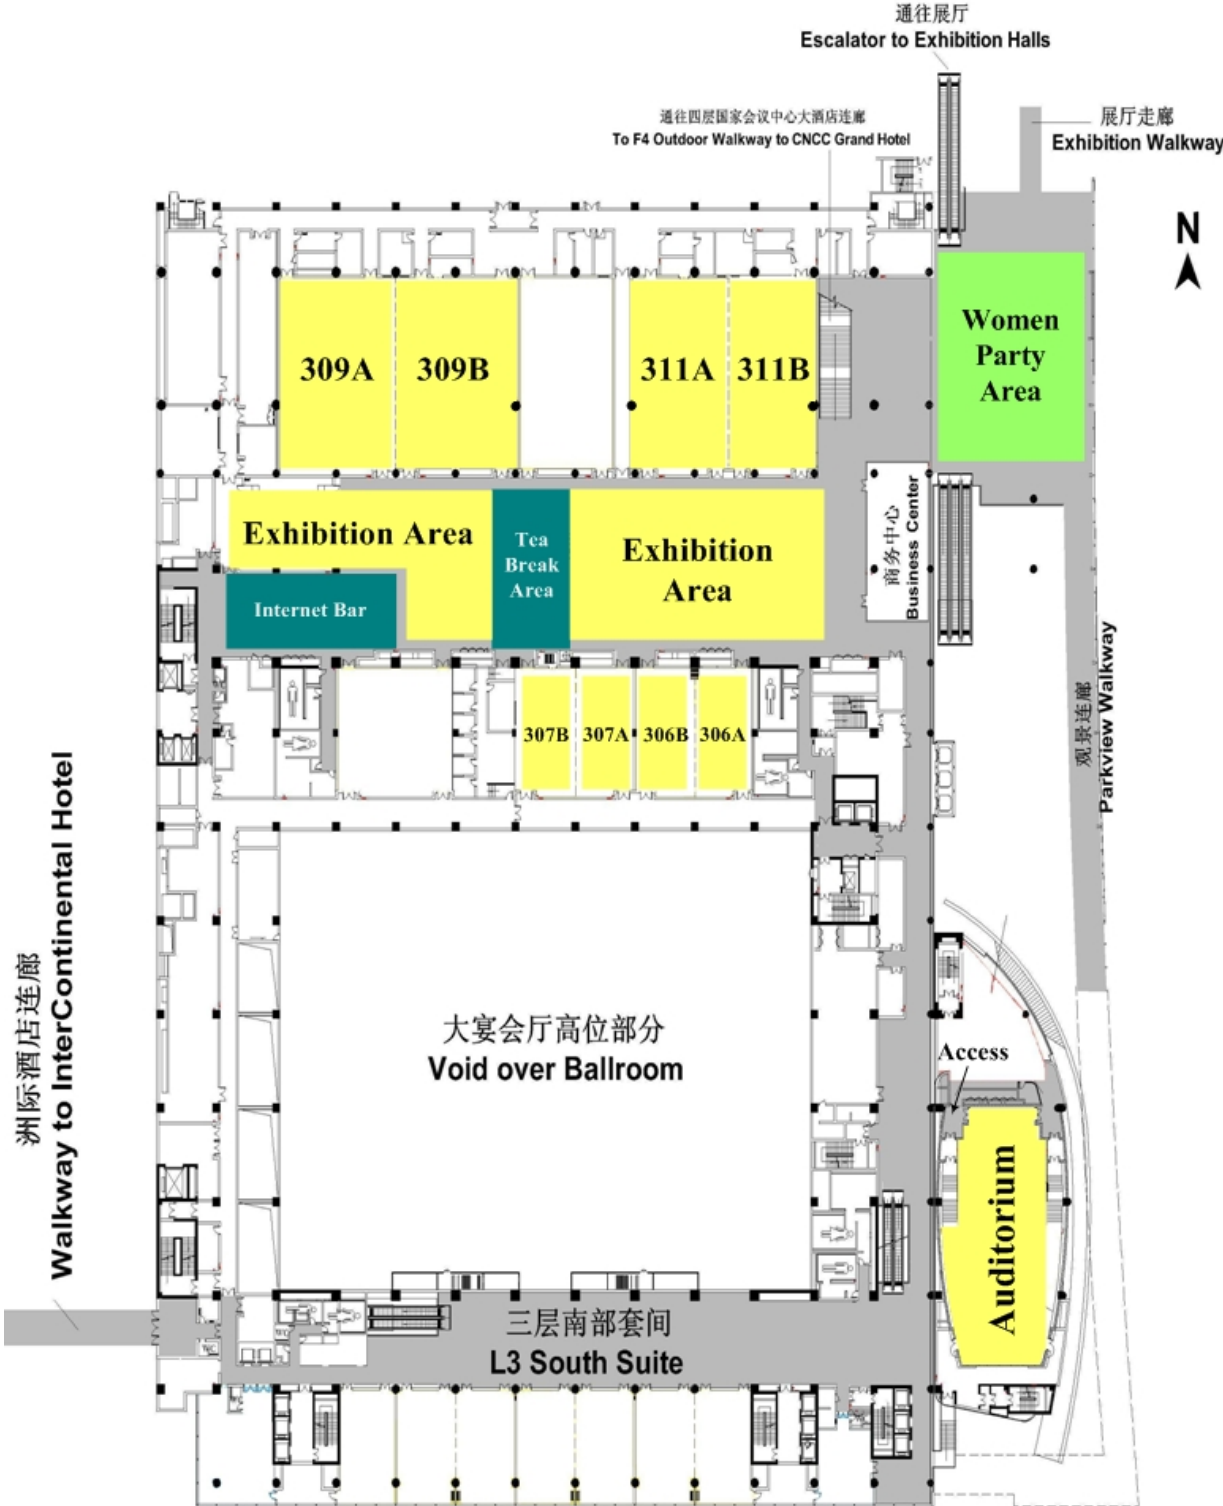 通往展厅
Escalator to Exhibition Halls
通往四层国家会议中心大酒店连廊
To F4 Outdoor Walkway to CNCC Grand Hotel
展厅走廊
Exhibition Walkway
N
309A
309B
311A
311B
Women
Party
Area
Exhibition Area
Tea
Break
Area
Exhibition
Area
商务中心
Business Center
Internet Bar
307B
307A
306B
306A
观景连廊
Parkview Walkway
洲际酒店连廊
Walkway to InterContinental Hotel
大宴会厅高位部分
Void over Ballroom
Access
Auditorium
三层南部套间
L3 South Suite